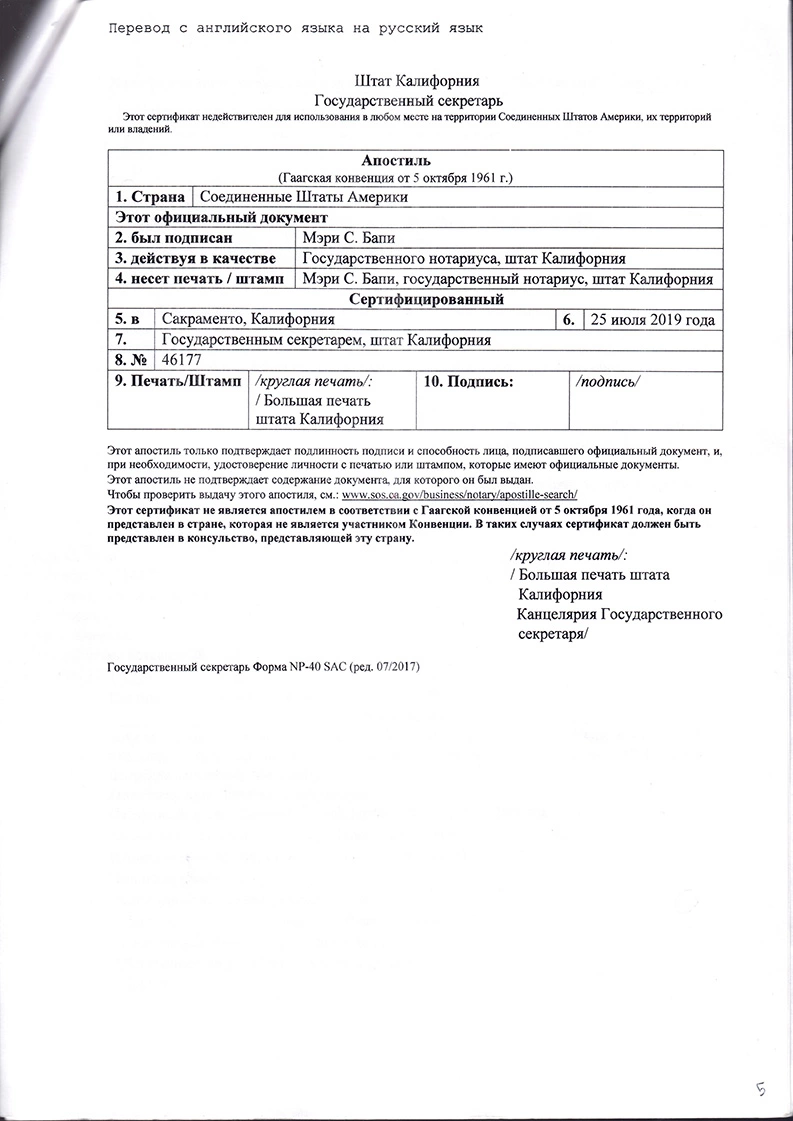 Перевод с английского языка на русский язык
Штат Калифорния
Государственный секретарь
Этот сертификат недействителен для использования в любом месте на территории Соединенных Штатов Америки, их территорий
или владений.
Апостиль
(Гаагская конвенция от 5 октября 1961 г.)
1. Страна Соединенные Штаты Америки
Этот официальный документ
2. был подписан Мэри С. Бапи
3. действуя в качестве Государственного нотариуса, штат Калифорния
4. несет печать / штамп Мэри С. Бапи, государственный нотариус, штат Калифорния
Сертифицированный
5. в Сакраменто, Калифорния 6. 25 июля 2019 года
7. Государственным секретарем, штат Калифорния
8. № 46177
9. Печать/Штамп /круглая печать/: 10. Подпись: /подпись/
/ Большая печать
штата Калифорния
Этот апостиль только подтверждает подлинность подписи и способность лица, подписавшего официальный документ, и,
при необходимости, удостоверение личности с печатью или штампом, которые имеют официальные документы.
Этот апостиль не подтверждает содержание документа, для которого он был выдан.
Чтобы проверить выдачу этого апостиля, см.: www.sos.ca.gov/business/notary/apostille-search/
Этот сертификат не является апостилем в соответствии с Гаагской конвенцией от 5 октября 1961 года, когда он
представлен в стране, которая не является участником Конвенции. В таких случаях сертификат должен быть
представлен в консульство, представляющей эту страну.
/круглая печать/:
/ Большая печать штата
Калифорния
Канцелярия Государственного
секретаря/
Государственный секретарь Форма NP-40 SAC (ред. 07/2017)
5